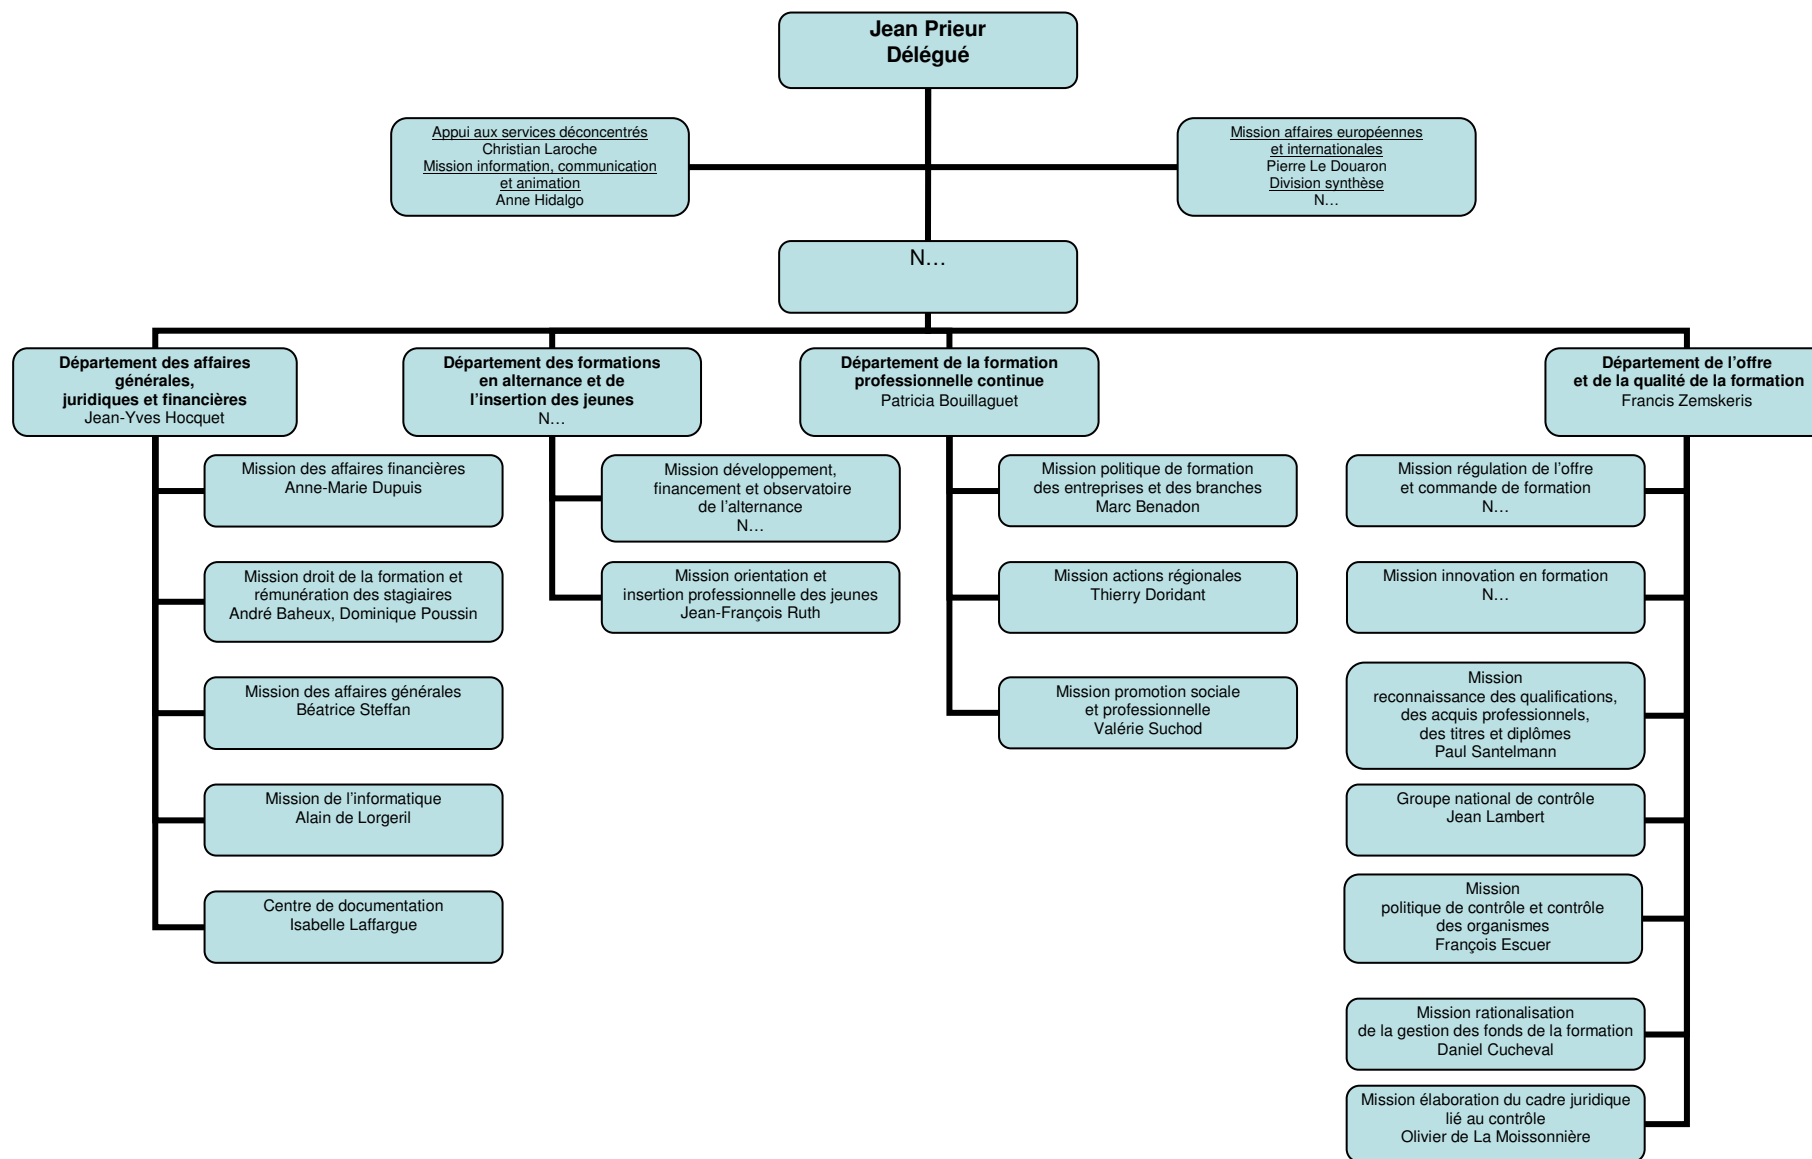 Jean Prieur
Délégué
Appui aux services déconcentrés
Christian Laroche
Mission information, communication
et animation
Anne Hidalgo
Mission affaires européennes
et internationales
Pierre Le Douaron
Division synthèse
N…
N…
Département des affaires
générales,
juridiques et financières
Jean-Yves Hocquet
Mission des affaires financières
Anne-Marie Dupuis
Mission droit de la formation et
rémunération des stagiaires
André Baheux, Dominique Poussin
Mission des affaires générales
Béatrice Steffan
Mission de l’informatique
Alain de Lorgeril
Centre de documentation
Isabelle Laffargue
Département des formations
en alternance et de
l’insertion des jeunes
N…
Mission développement,
financement et observatoire
de l’alternance
N…
Mission orientation et
insertion professionnelle des jeunes
Jean-François Ruth
Département de la formation
professionnelle continue
Patricia Bouillaguet
Mission politique de formation
des entreprises et des branches
Marc Benadon
Mission actions régionales
Thierry Doridant
Mission promotion sociale
et professionnelle
Valérie Suchod
Département de l’offre
et de la qualité de la formation
Francis Zemskeris
Mission régulation de l’offre
et commande de formation
N…
Mission innovation en formation
N…
Mission
reconnaissance des qualifications,
des acquis professionnels,
des titres et diplômes
Paul Santelmann
Groupe national de contrôle
Jean Lambert
Mission
politique de contrôle et contrôle
des organismes
François Escuer
Mission rationalisation
de la gestion des fonds de la formation
Daniel Cucheval
Mission élaboration du cadre juridique
lié au contrôle
Olivier de La Moissonnière